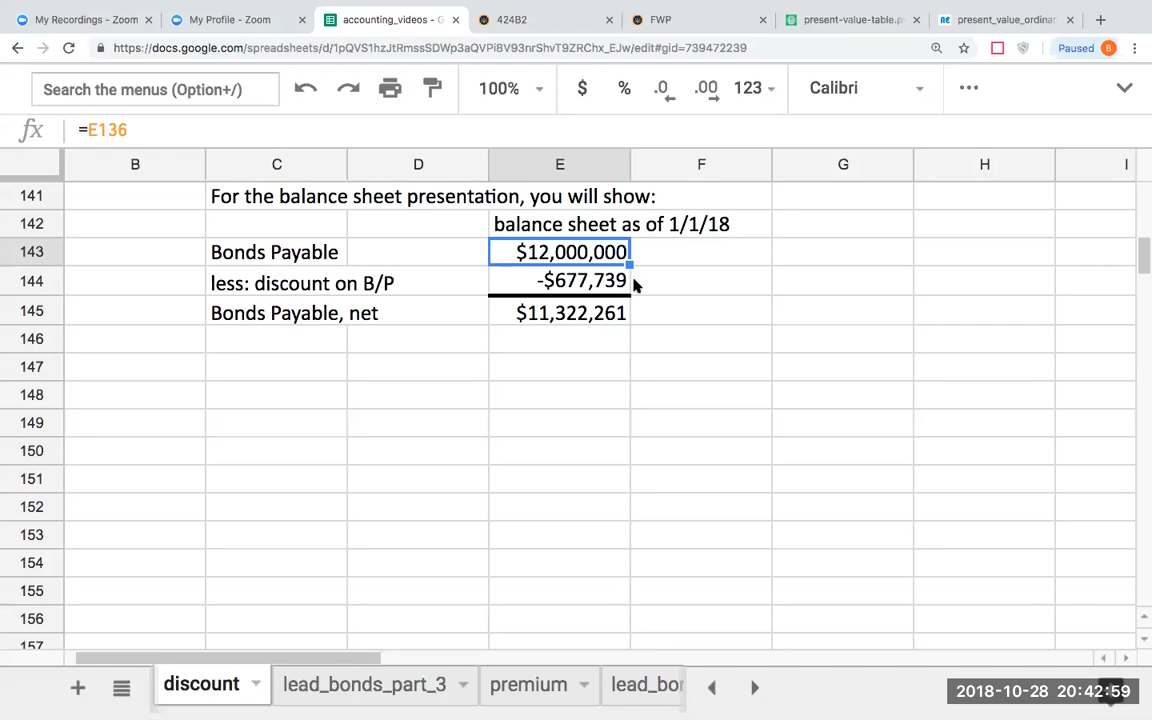 My Recordings - Zoom
My Profile - Zoom
accounting_videos - G
424B2
FWP
present-value-table.p
present_value_ordinar
https://docs.google.com/spreadsheets/d/1pQVS1hzJtRmssSDWp3aQVPi8V93nrShvT9ZRChx_EJw/edit#gid=739472239
Paused B
Search the menus (Option+/)
100% $ % .0 .00 123 Calibri
fx =E136
B C D E F G H I
141 For the balance sheet presentation, you will show:
142 balance sheet as of 1/1/18
143 Bonds Payable $12,000,000
144 less: discount on B/P -$677,739
145 Bonds Payable, net $11,322,261
146
147
148
149
150
151
152
153
154
155
156
157
discount lead_bonds_part_3 premium lead_bor
2018-10-28 20:42:59